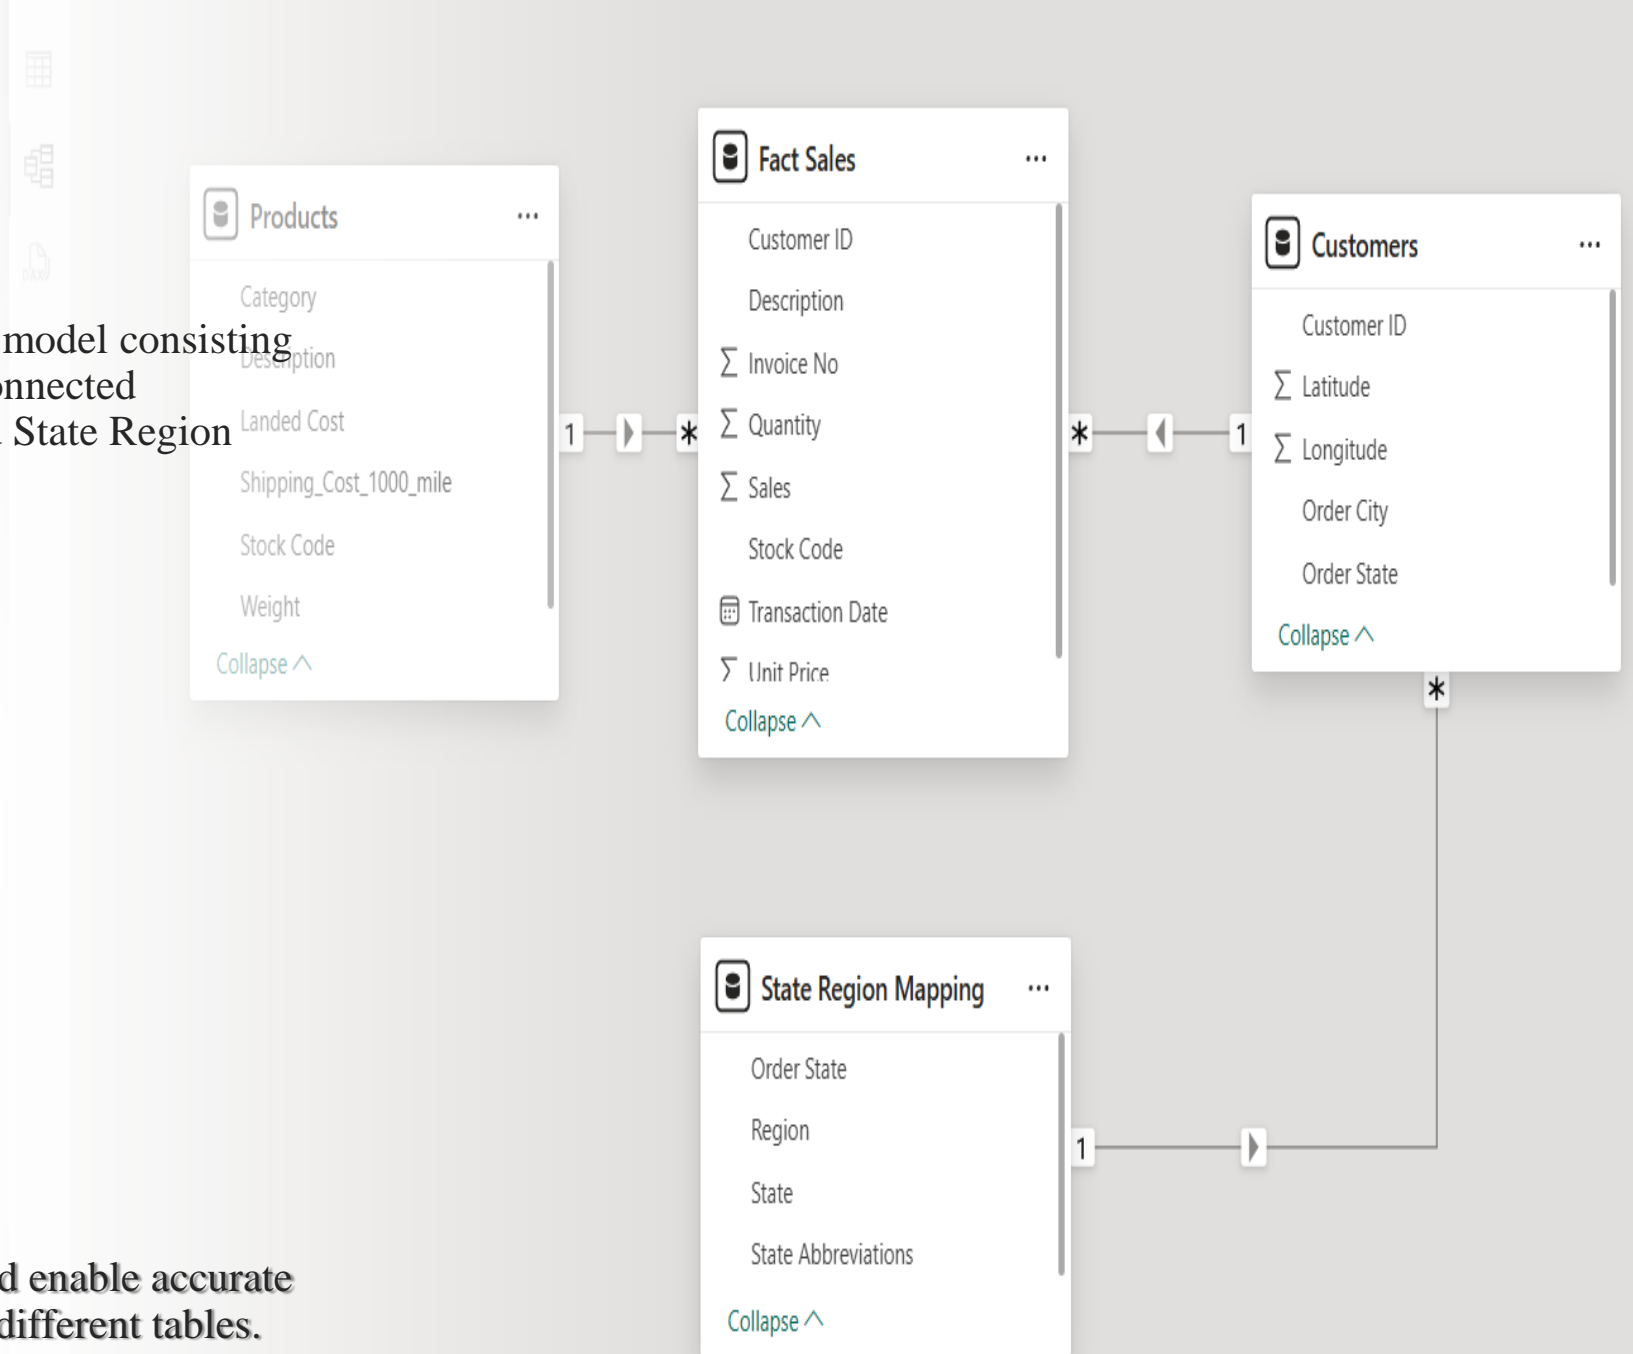 Products
Category
Description
Landed Cost
Shipping_Cost_1000_mile
Stock Code
Weight
Collapse
model consisting
onnected
State Region
1
*
Fact Sales
Customer ID
Description
Invoice No
Quantity
Sales
Stock Code
Transaction Date
Unit Price
Collapse
*
1
Customers
Customer ID
Latitude
Longitude
Order City
Order State
Collapse
*
State Region Mapping
Order State
Region
State
State Abbreviations
Collapse
1
d enable accurate
different tables.